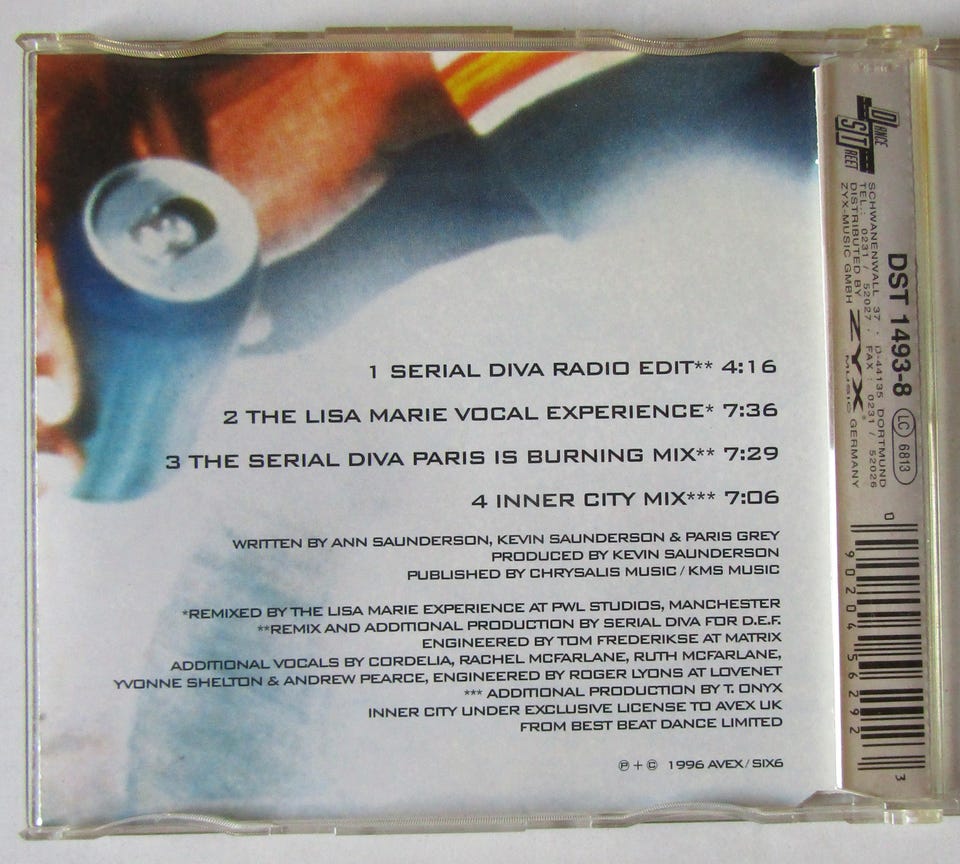 1 SERIAL DIVA RADIO EDIT** 4:16
2 THE LISA MARIE VOCAL EXPERIENCE* 7:36
3 THE SERIAL DIVA PARIS IS BURNING MIX** 7:29
4 INNER CITY MIX*** 7:06
WRITTEN BY ANN SAUNDERSON, KEVIN SAUNDERSON & PARIS GREY
PRODUCED BY KEVIN SAUNDERSON
PUBLISHED BY CHRYSALIS MUSIC / KMS MUSIC
*REMIXED BY THE LISA MARIE EXPERIENCE AT PWL STUDIOS, MANCHESTER
**REMIX AND ADDITIONAL PRODUCTION BY SERIAL DIVA FOR D.E.F.
ENGINEERED BY TOM FREDERIKSE AT MATRIX
ADDITIONAL VOCALS BY CORDELIA, RACHEL MCFARLANE, RUTH MCFARLANE,
YVONNE SHELTON & ANDREW PEARCE, ENGINEERED BY ROGER LYONS AT LOVENET
*** ADDITIONAL PRODUCTION BY T. ONYX
INNER CITY UNDER EXCLUSIVE LICENSE TO AVEX UK
FROM BEST BEAT DANCE LIMITED
℗ + © 1996 AVEX / SIX6
DANCE
STREET
DST 1493-8 LC 6813
SCHWANENWALL 37 · D-44135 DORTMUND
TEL.: 0231 / 52027 · FAX: 0231 / 52026
DISTRIBUTED BY
ZYX-MUSIC GMBH ZYX MUSIC® GERMANY
0 90204 56292 3